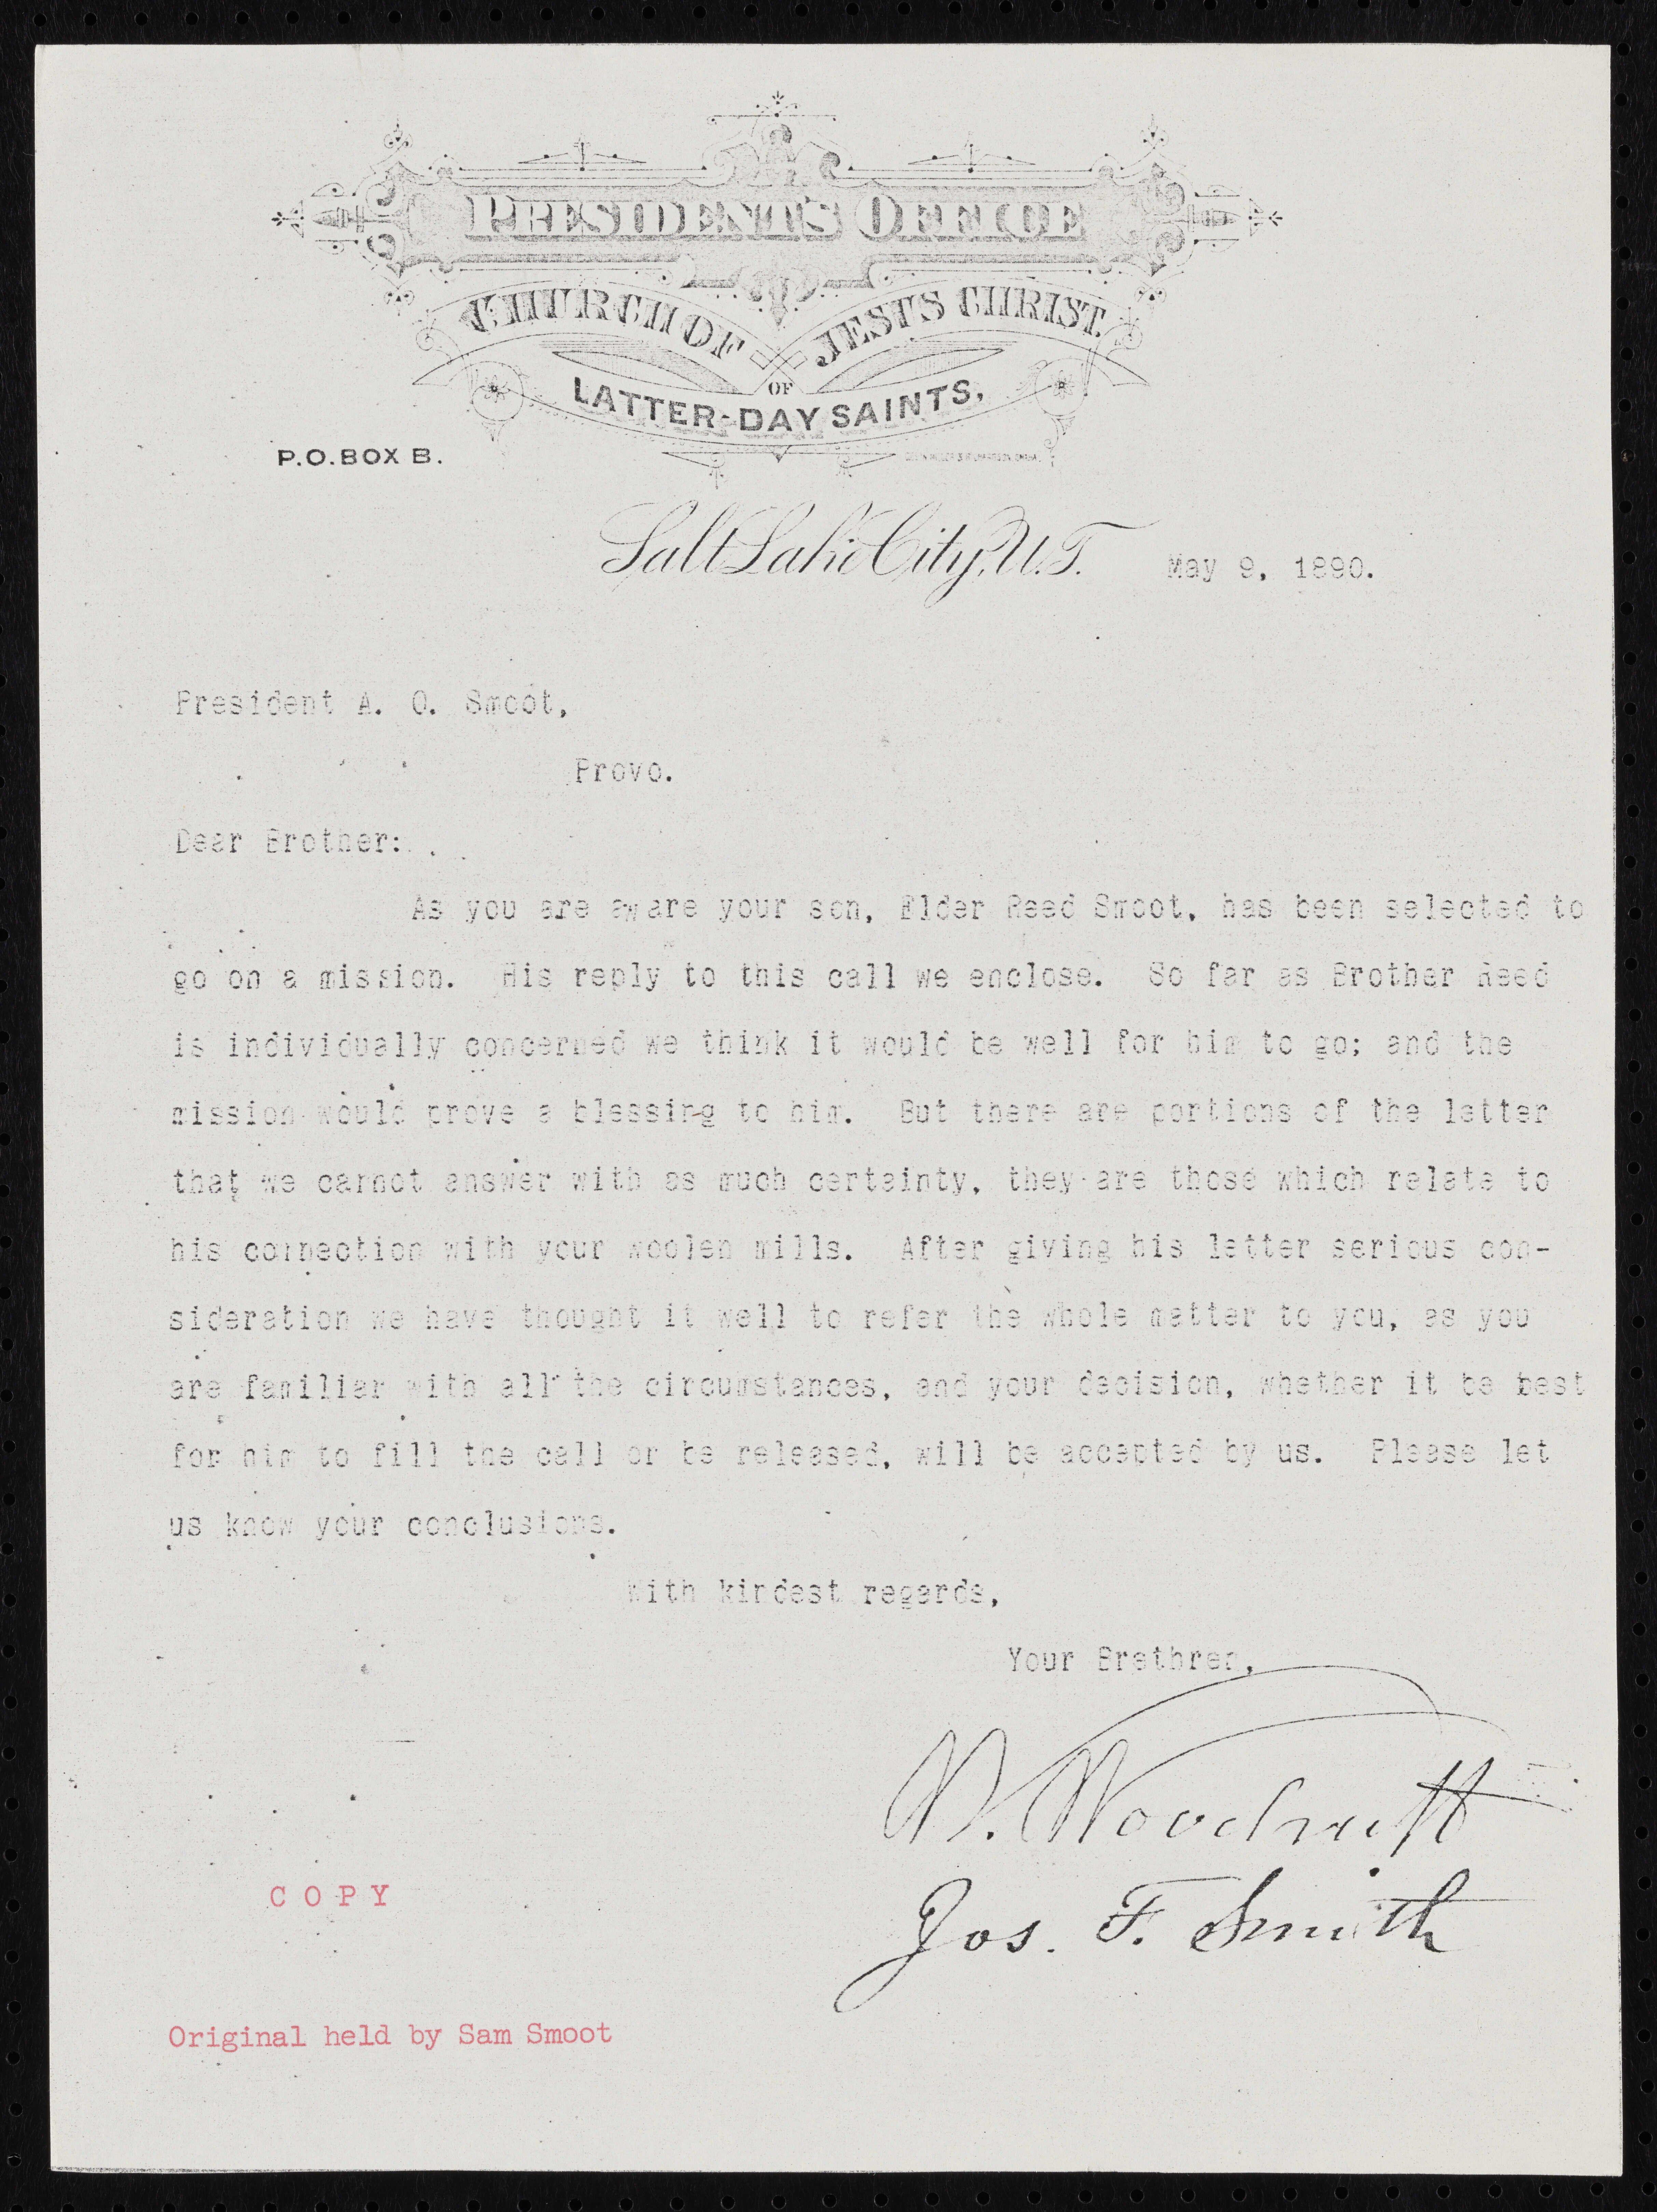 PRESIDENT'S OFFICE
CHURCH OF JESUS CHRIST
OF
LATTER-DAY SAINTS,
P.O. BOX B.
Salt Lake City, U.T. May 9, 1890.
President A. O. Smoot,
Provo.
Dear Brother:
As you are aware your son, Elder Reed Smoot, has been selected to
go on a mission. His reply to this call we enclose. So far as Brother Reed
is individually concerned we think it would be well for him to go; and the
mission would prove a blessing to him. But there are portions of the letter
that we cannot answer with as much certainty, they are those which relate to
his connection with your woolen mills. After giving his letter serious con-
sideration we have thought it well to refer the whole matter to you, as you
are familiar with all the circumstances, and your decision, whether it be best
for him to fill the call or be released, will be accepted by us. Please let
us know your conclusions.
With kindest regards,
Your Brethren,
W. Woodruff
Jos. F. Smith
COPY
Original held by Sam Smoot